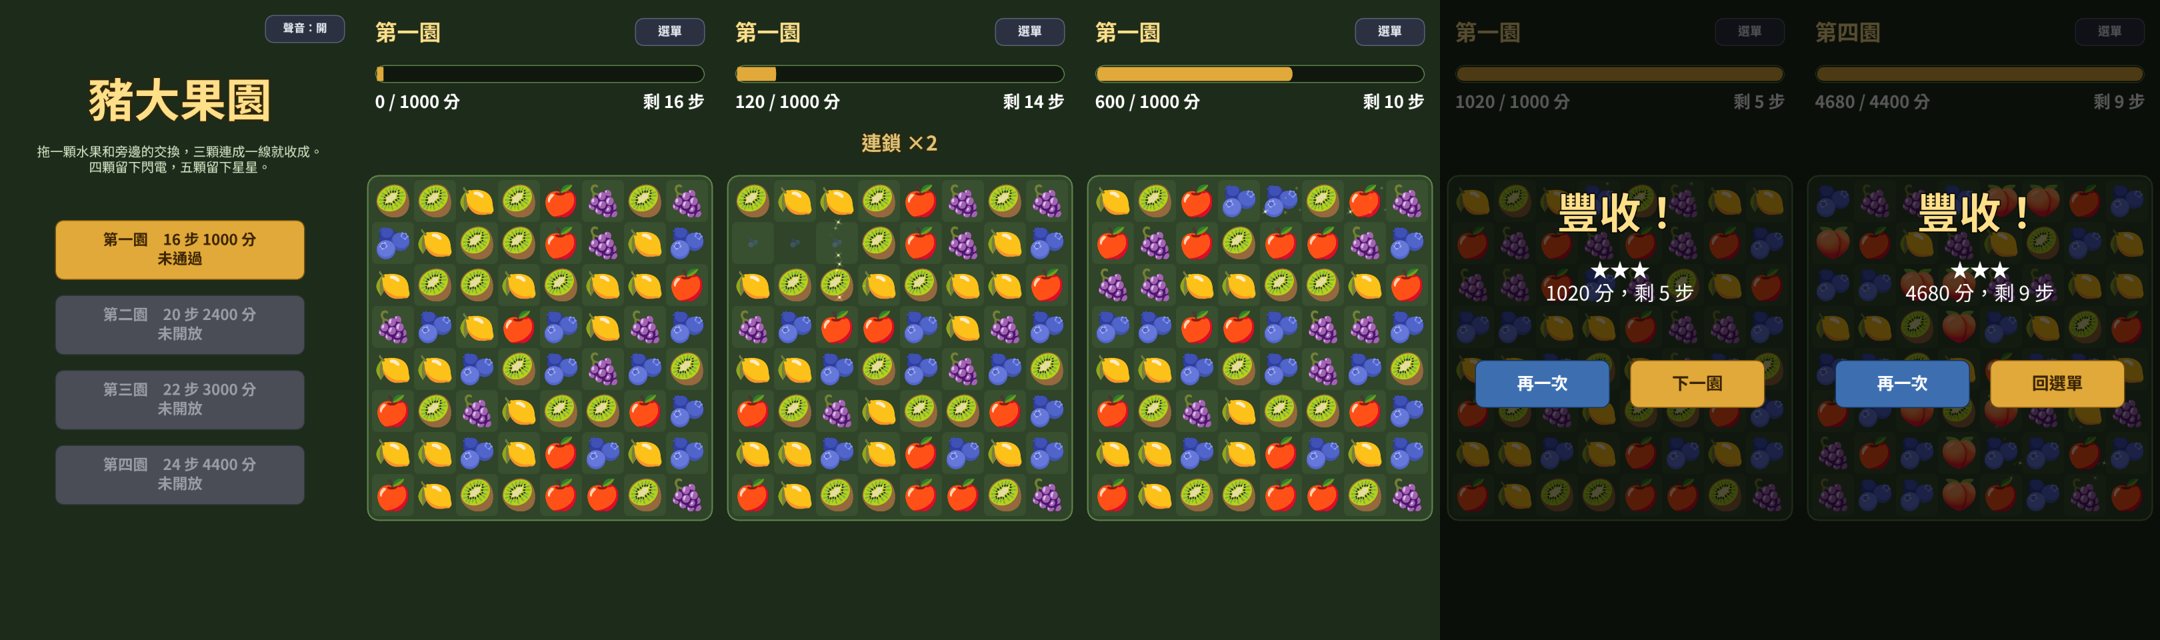 聲音：開
豬大果園
拖一顆水果和旁邊的交換，三顆連成一線就收成。
四顆留下閃電，五顆留下星星。
第一園 16 步 1000 分
未通過
第二園 20 步 2400 分
未開放
第三園 22 步 3000 分
未開放
第四園 24 步 4400 分
未開放
第一園 選單
0 / 1000 分 剩 16 步
第一園 選單
120 / 1000 分 剩 14 步
連鎖 ×2
第一園 選單
600 / 1000 分 剩 10 步
第一園 選單
1020 / 1000 分 剩 5 步
豐收！
★★★
1020 分，剩 5 步
再一次 下一園
第四園 選單
4680 / 4400 分 剩 9 步
豐收！
★★★
4680 分，剩 9 步
再一次 回選單